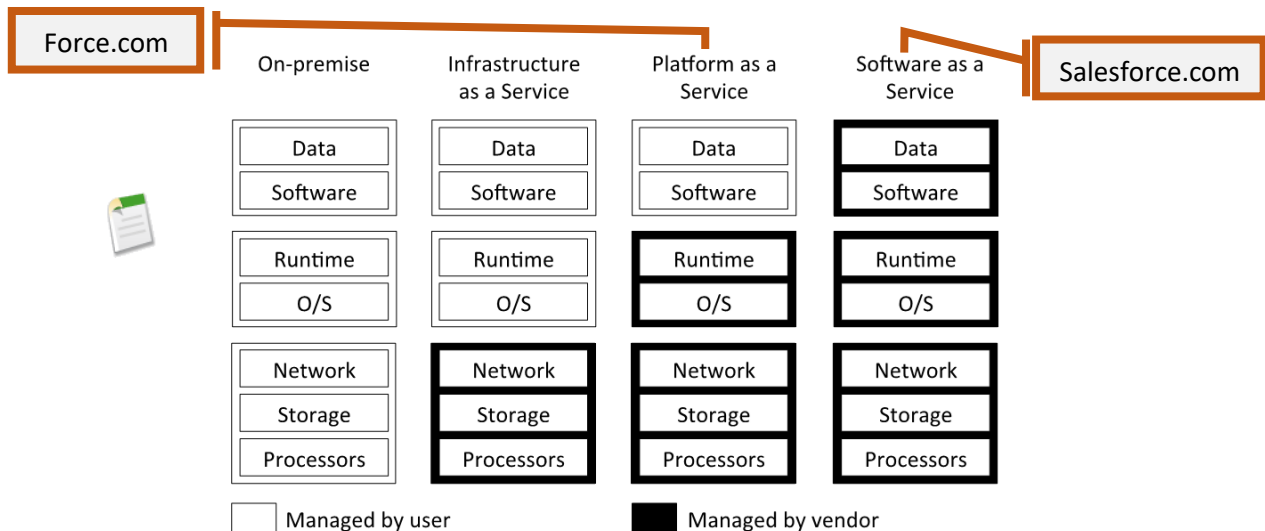 Force.com
Salesforce.com
On-premise
Infrastructure
as a Service
Platform as a
Service
Software as a
Service
Data
Data
Data
Data
Software
Software
Software
Software
Runtime
Runtime
Runtime
Runtime
O/S
O/S
O/S
O/S
Network
Network
Network
Network
Storage
Storage
Storage
Storage
Processors
Processors
Processors
Processors
Managed by user
Managed by vendor